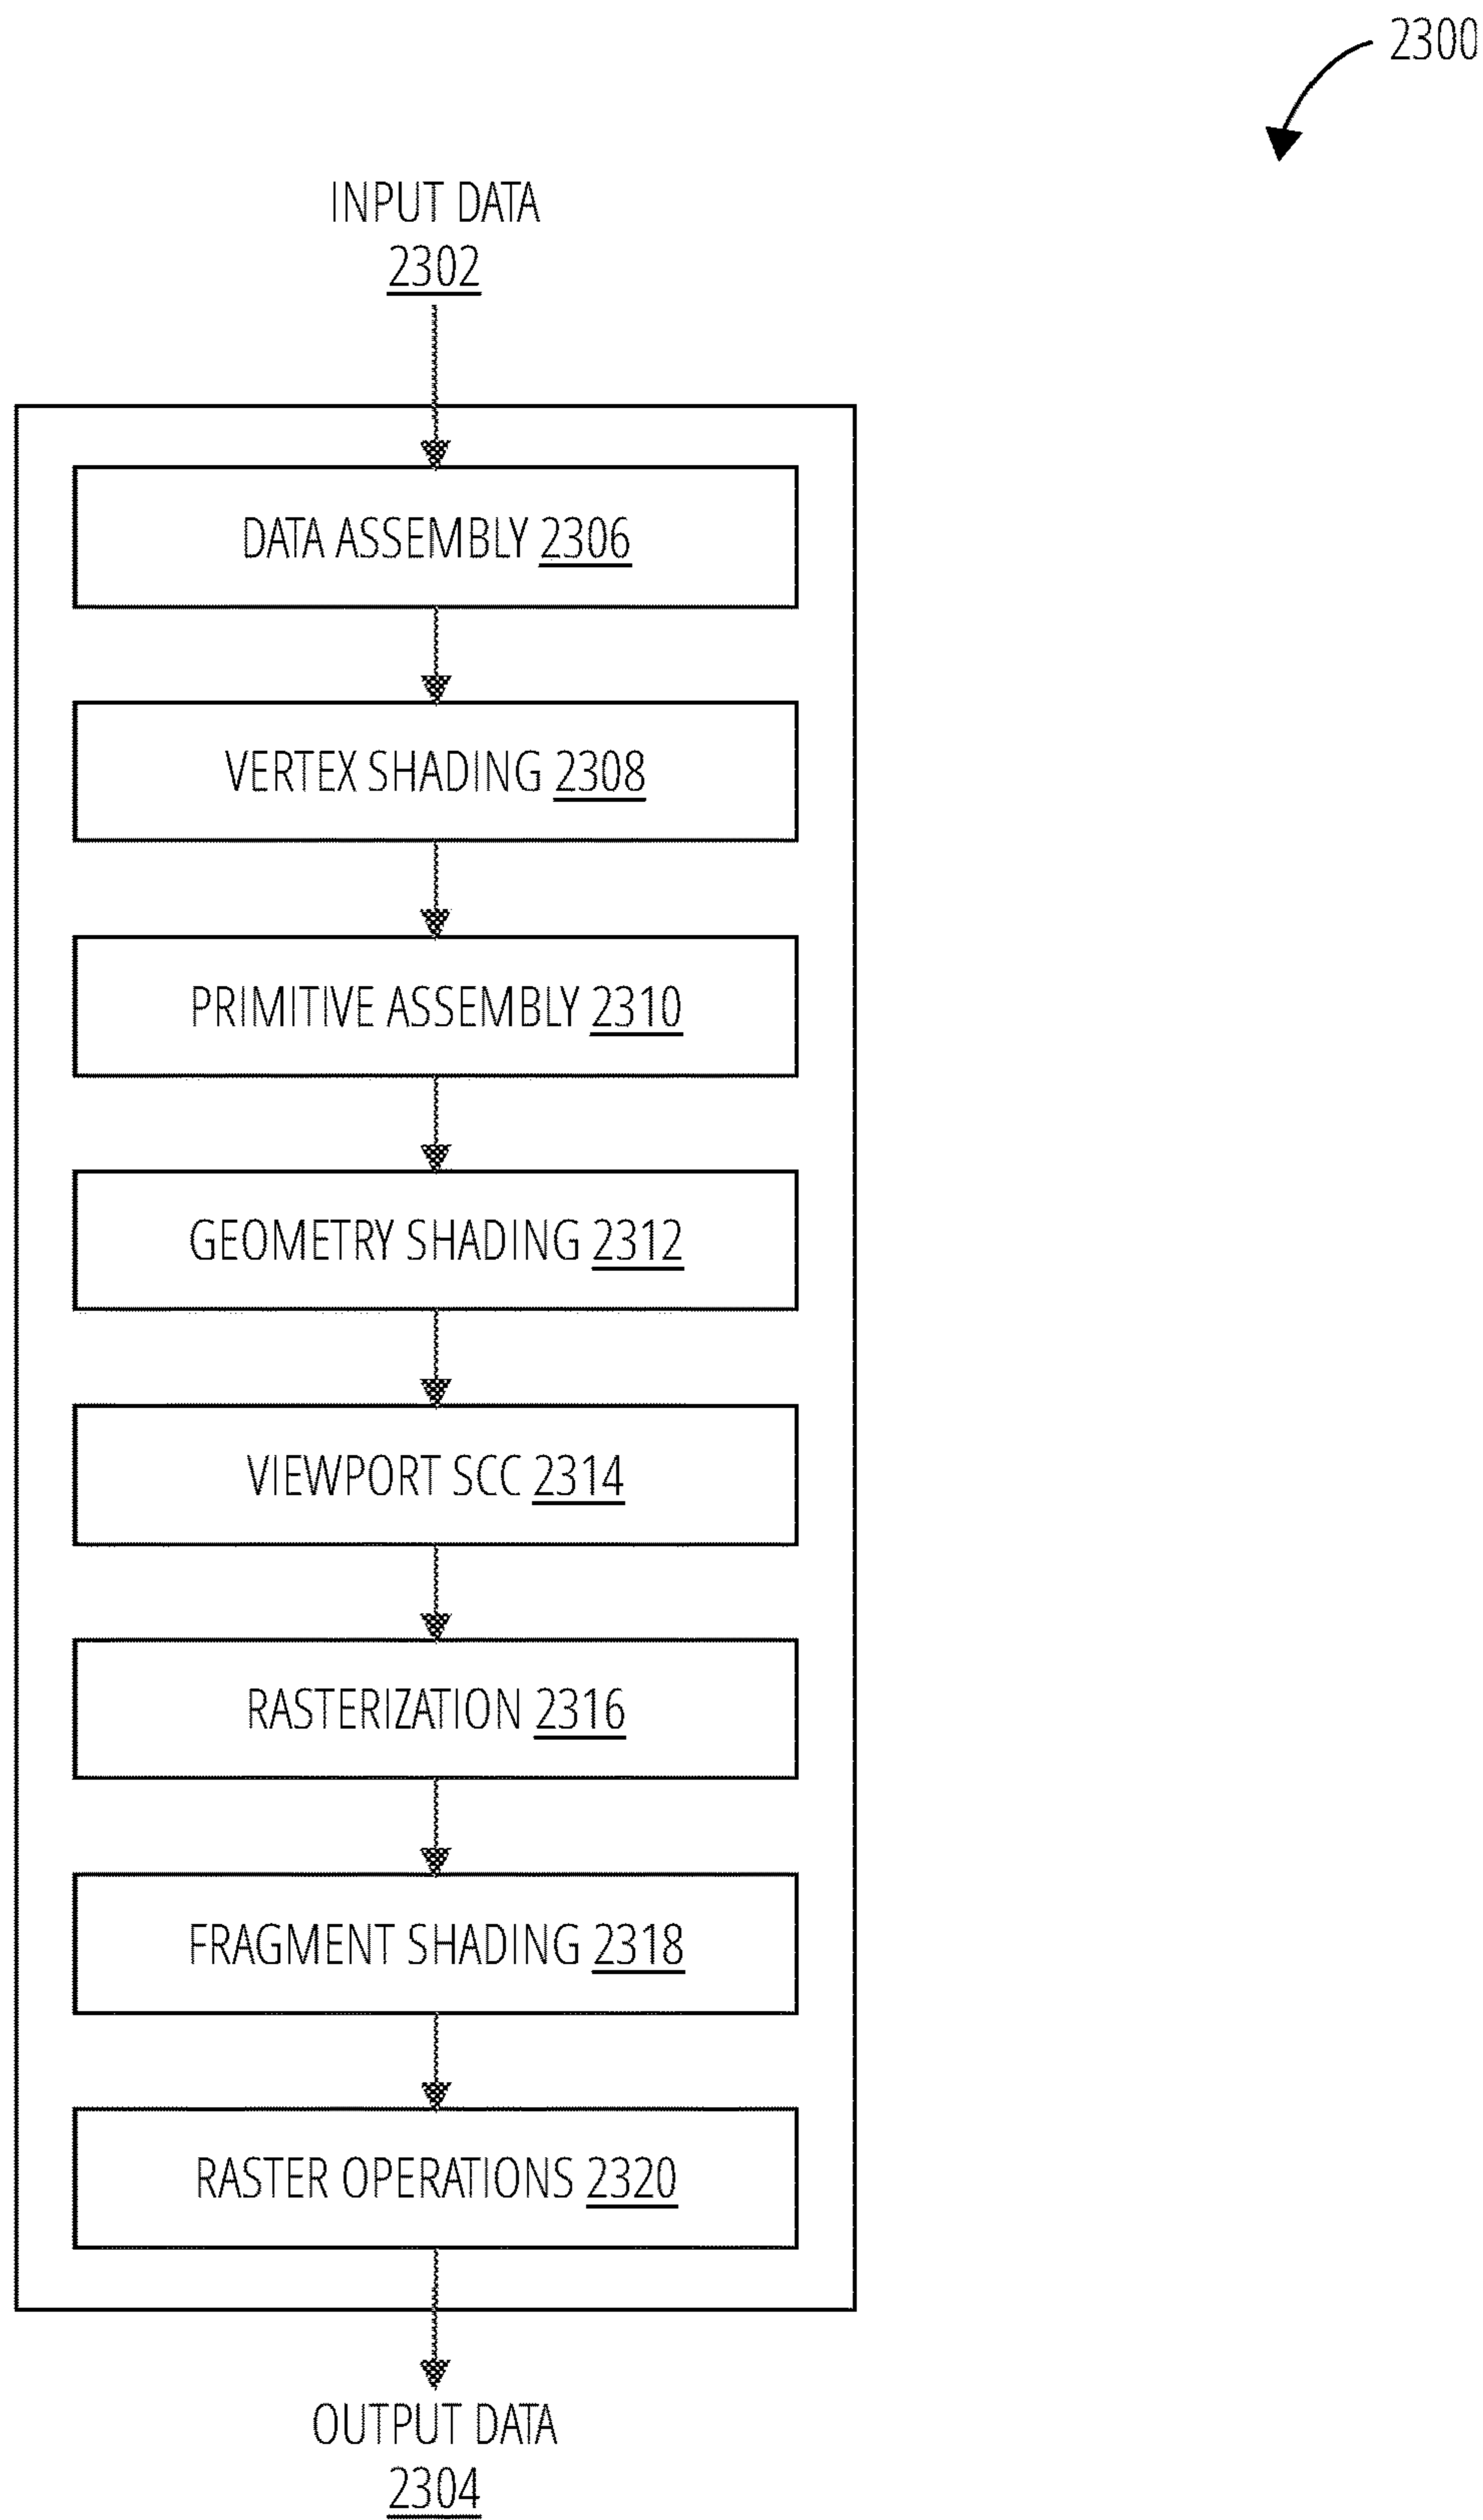 2300
INPUT DATA
2302
DATA ASSEMBLY 2306
VERTEX SHADING 2308
PRIMITIVE ASSEMBLY 2310
GEOMETRY SHADING 2312
VIEWPORT SCC 2314
RASTERIZATION 2316
FRAGMENT SHADING 2318
RASTER OPERATIONS 2320
OUTPUT DATA
2304